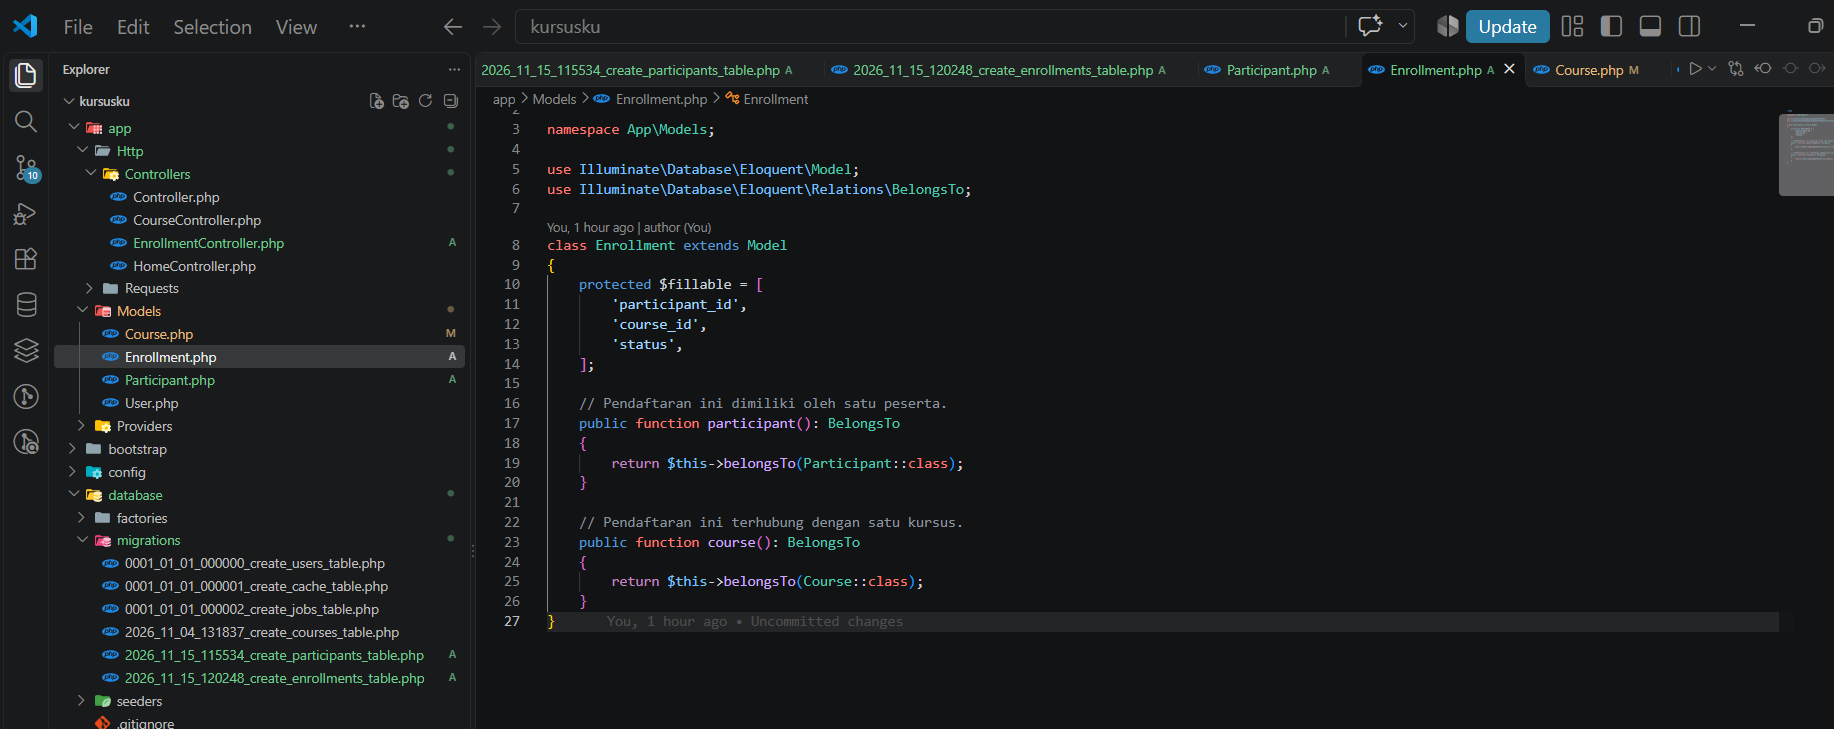 File Edit Selection View ···
kursusku
Update
Explorer ···
kursusku
app
Http
Controllers
Controller.php
CourseController.php
EnrollmentController.php A
HomeController.php
Requests
Models
Course.php M
Enrollment.php A
Participant.php A
User.php
Providers
bootstrap
config
database
factories
migrations
0001_01_01_000000_create_users_table.php
0001_01_01_000001_create_cache_table.php
0001_01_01_000002_create_jobs_table.php
2026_11_04_131837_create_courses_table.php
2026_11_15_115534_create_participants_table.php A
2026_11_15_120248_create_enrollments_table.php A
seeders
.gitignore
10
2026_11_15_115534_create_participants_table.php A
php 2026_11_15_120248_create_enrollments_table.php A
php Participant.php A
php Enrollment.php A
php Course.php M
app > Models > php Enrollment.php > Enrollment
2
3 namespace App\Models;
4
5 use Illuminate\Database\Eloquent\Model;
6 use Illuminate\Database\Eloquent\Relations\BelongsTo;
7
You, 1 hour ago | author (You)
8 class Enrollment extends Model
9 {
10 protected $fillable = [
11 'participant_id',
12 'course_id',
13 'status',
14 ];
15
16 // Pendaftaran ini dimiliki oleh satu peserta.
17 public function participant(): BelongsTo
18 {
19 return $this->belongsTo(Participant::class);
20 }
21
22 // Pendaftaran ini terhubung dengan satu kursus.
23 public function course(): BelongsTo
24 {
25 return $this->belongsTo(Course::class);
26 }
27 } You, 1 hour ago • Uncommitted changes